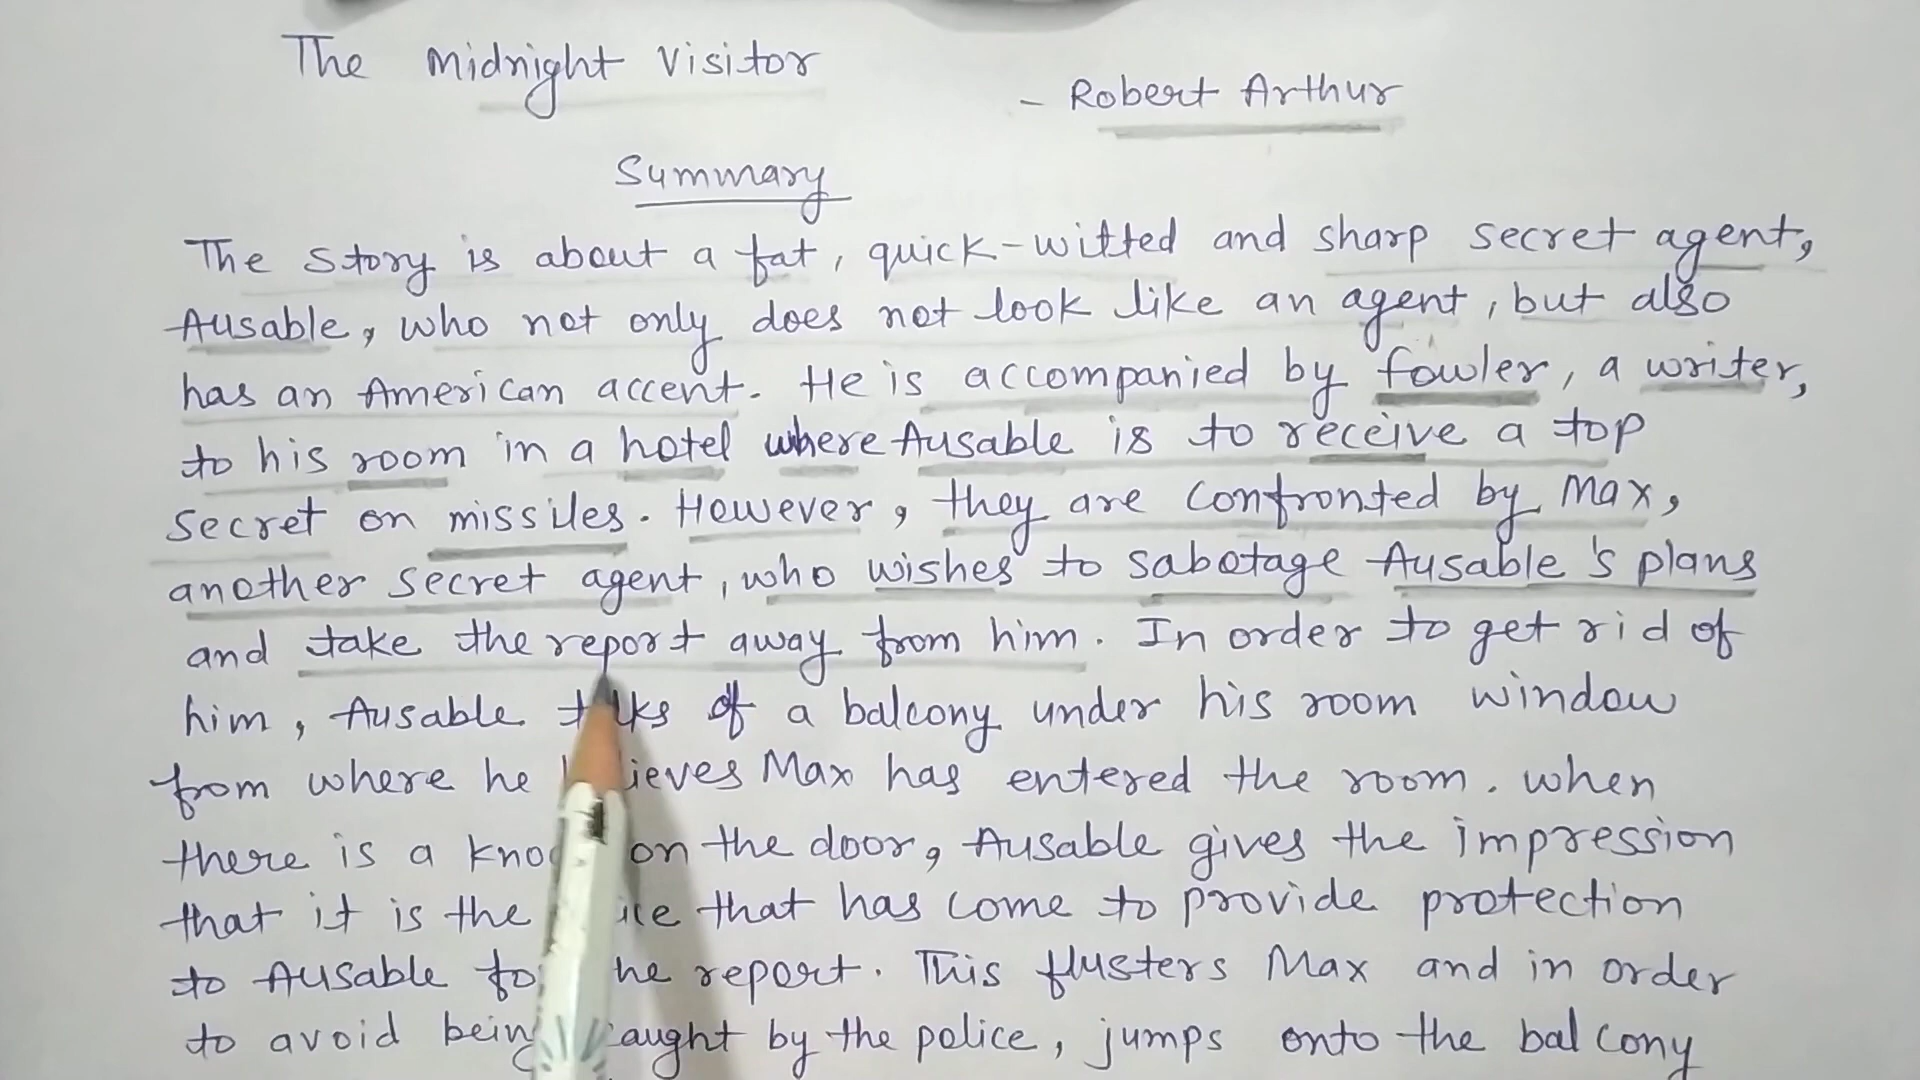 The Midnight Visitor
- Robert Arthur
Summary
The story is about a fat, quick-witted and sharp secret agent,
Ausable, who not only does not look like an agent, but also
has an American accent. He is accompanied by fowler, a writer,
to his room in a hotel where Ausable is to receive a top
secret on missiles. However, they are confronted by Max,
another secret agent, who wishes to sabotage Ausable's plans
and take the report away from him. In order to get rid of
him, Ausable of a balcony under his room window
from where he Max has entered the room. when
there is a on the door, Ausable gives the impression
that it is the that has come to provide protection
to Ausable report. This flusters Max and in order
to avoid by the police, jumps onto the balcony